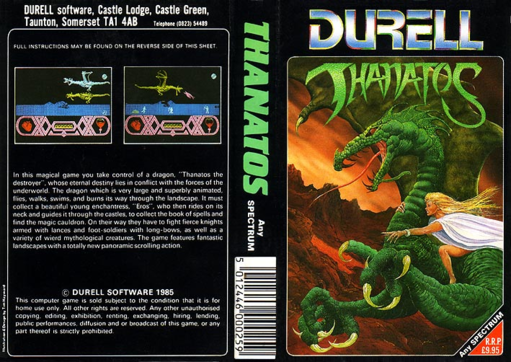 DURELL software, Castle Lodge, Castle Green,
Taunton, Somerset TA1 4AB Telephone (0823) 54489
FULL INSTRUCTIONS MAY BE FOUND ON THE REVERSE SIDE OF THIS SHEET.
In this magical game you take control of a dragon, "Thanatos the
destroyer", whose eternal destiny lies in conflict with the forces of the
underworld. The dragon which is very large and superbly animated,
flies, walks, swims, and burns its way through the landscape. It must
collect a beautiful young enchantress, "Eros", who then rides on its
neck and guides it through the castles, to collect the book of spells and
find the magic cauldron. On their way they have to fight fierce knights
armed with lances and foot-soldiers with long-bows, as well as a
variety of wierd mythological creatures. The game features fantastic
landscapes with a totally new panoramic scrolling action.
© DURELL SOFTWARE 1985
This computer game is sold subject to the condition that it is for
home use only. All other rights are reserved. Any other unauthorised
copying, editing, exhibition, renting, exchanging, hiring, lending,
public performances, diffusion and or broadcast of this game, or any
part thereof is strictly prohibited.
THANATOS
Any
SPECTRUM
5 012446 000259
DURELL
THANATOS
Any SPECTRUM
R.R.P
£9.95